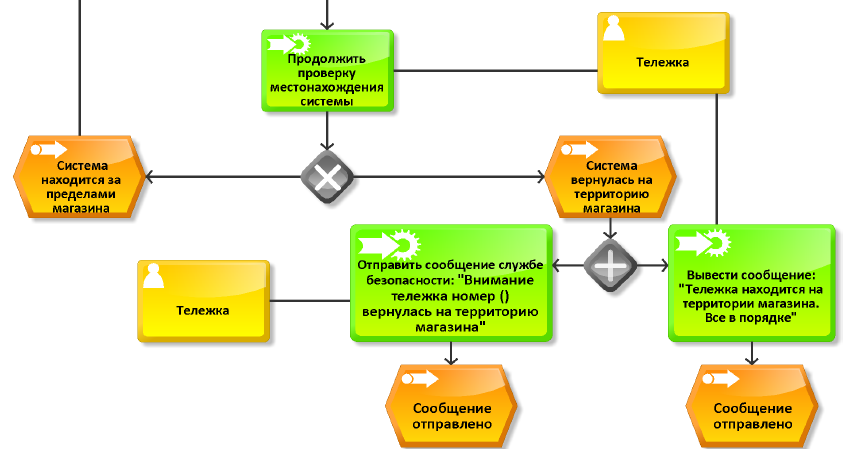 Продолжить
проверку
местонахождения
системы
Тележка
Система
находится за
пределами
магазина
Система
вернулась на
территорию
магазина
Отправить сообщение службе
безопасности: "Внимание
тележка номер ()
вернулась на территорию
магазина"
Вывести сообщение:
"Тележка находится на
территории магазина.
Все в порядке"
Тележка
Сообщение
отправлено
Сообщение
отправлено